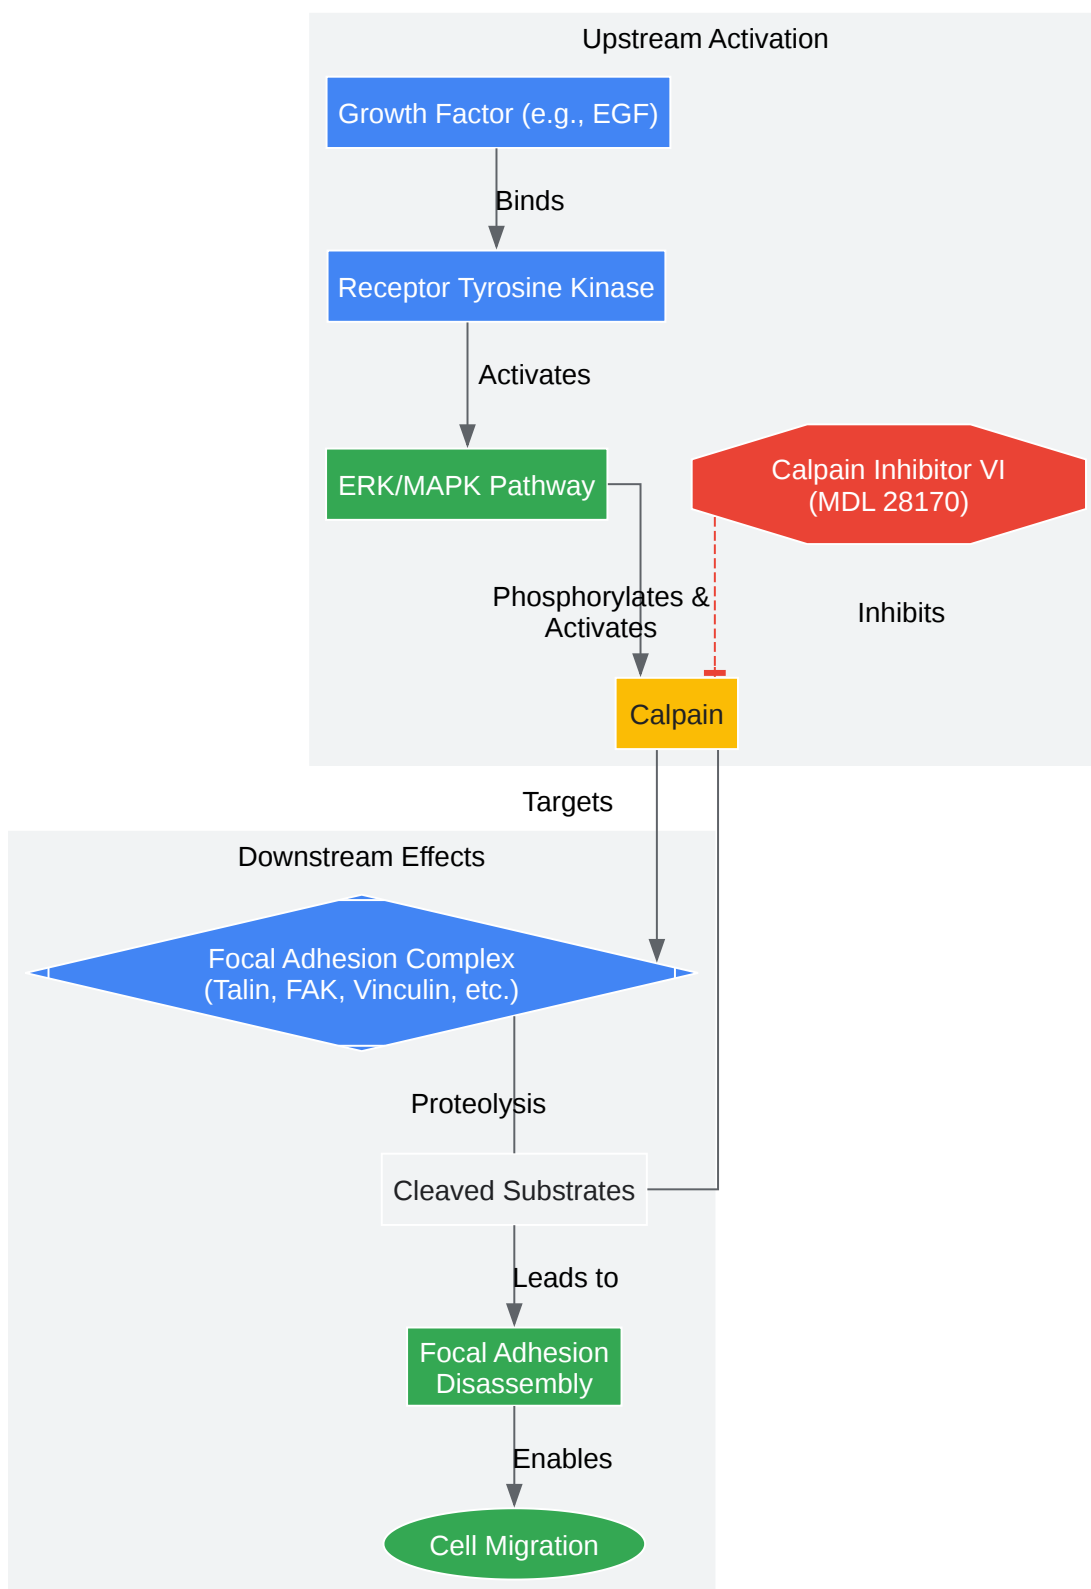 Upstream Activation
Growth Factor (e.g., EGF)
Binds
Receptor Tyrosine Kinase
Activates
ERK/MAPK Pathway
Calpain Inhibitor VI
(MDL 28170)
Phosphorylates &
Activates
Inhibits
Calpain
Targets
Downstream Effects
Focal Adhesion Complex
(Talin, FAK, Vinculin, etc.)
Proteolysis
Cleaved Substrates
Leads to
Focal Adhesion
Disassembly
Enables
Cell Migration